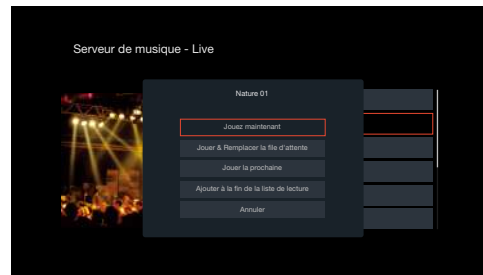 Serveur de musique - Live
Nature 01
Jouez maintenant
Jouer & Remplacer la file d'attente
Jouer la prochaine
Ajouter à la fin de la liste de lecture
Annuler